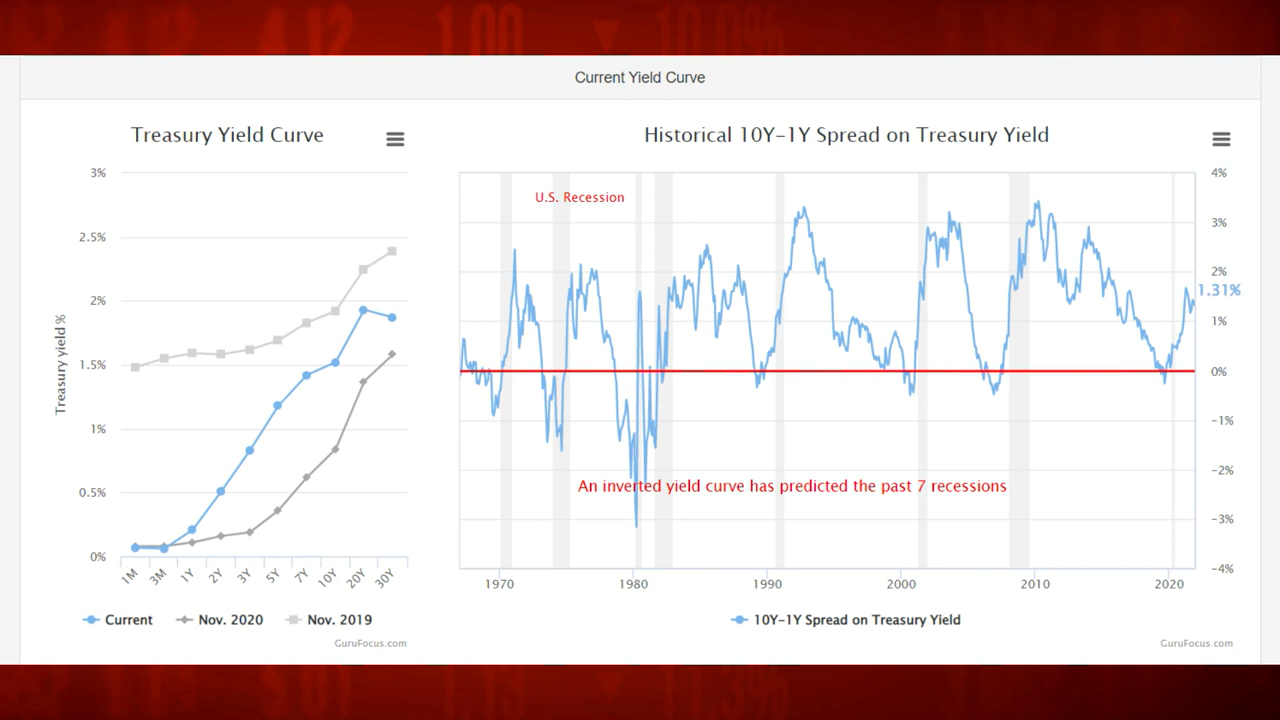 Current Yield Curve
Treasury Yield Curve
3%
2.5%
2%
1.5%
1%
0.5%
0%
Treasury yield %
1M 3M 1Y 2Y 3Y 5Y 7Y 10Y 20Y 30Y
Current Nov. 2020 Nov. 2019
GuruFocus.com
Historical 10Y-1Y Spread on Treasury Yield
U.S. Recession
4%
3%
2%
1.31%
1%
0%
-1%
-2%
An inverted yield curve has predicted the past 7 recessions
-3%
-4%
1970 1980 1990 2000 2010 2020
10Y-1Y Spread on Treasury Yield
GuruFocus.com